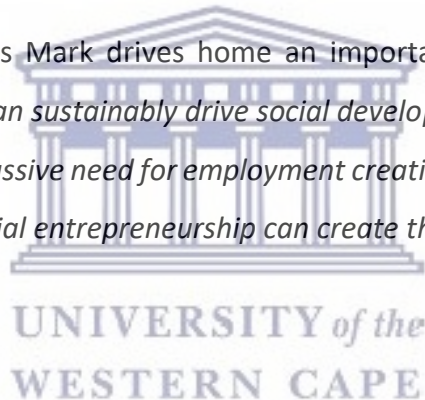 s Mark drives home an importa
an sustainably drive social develop
assive need for employment creati
ial entrepreneurship can create th
UNIVERSITY of the
WESTERN CAPE